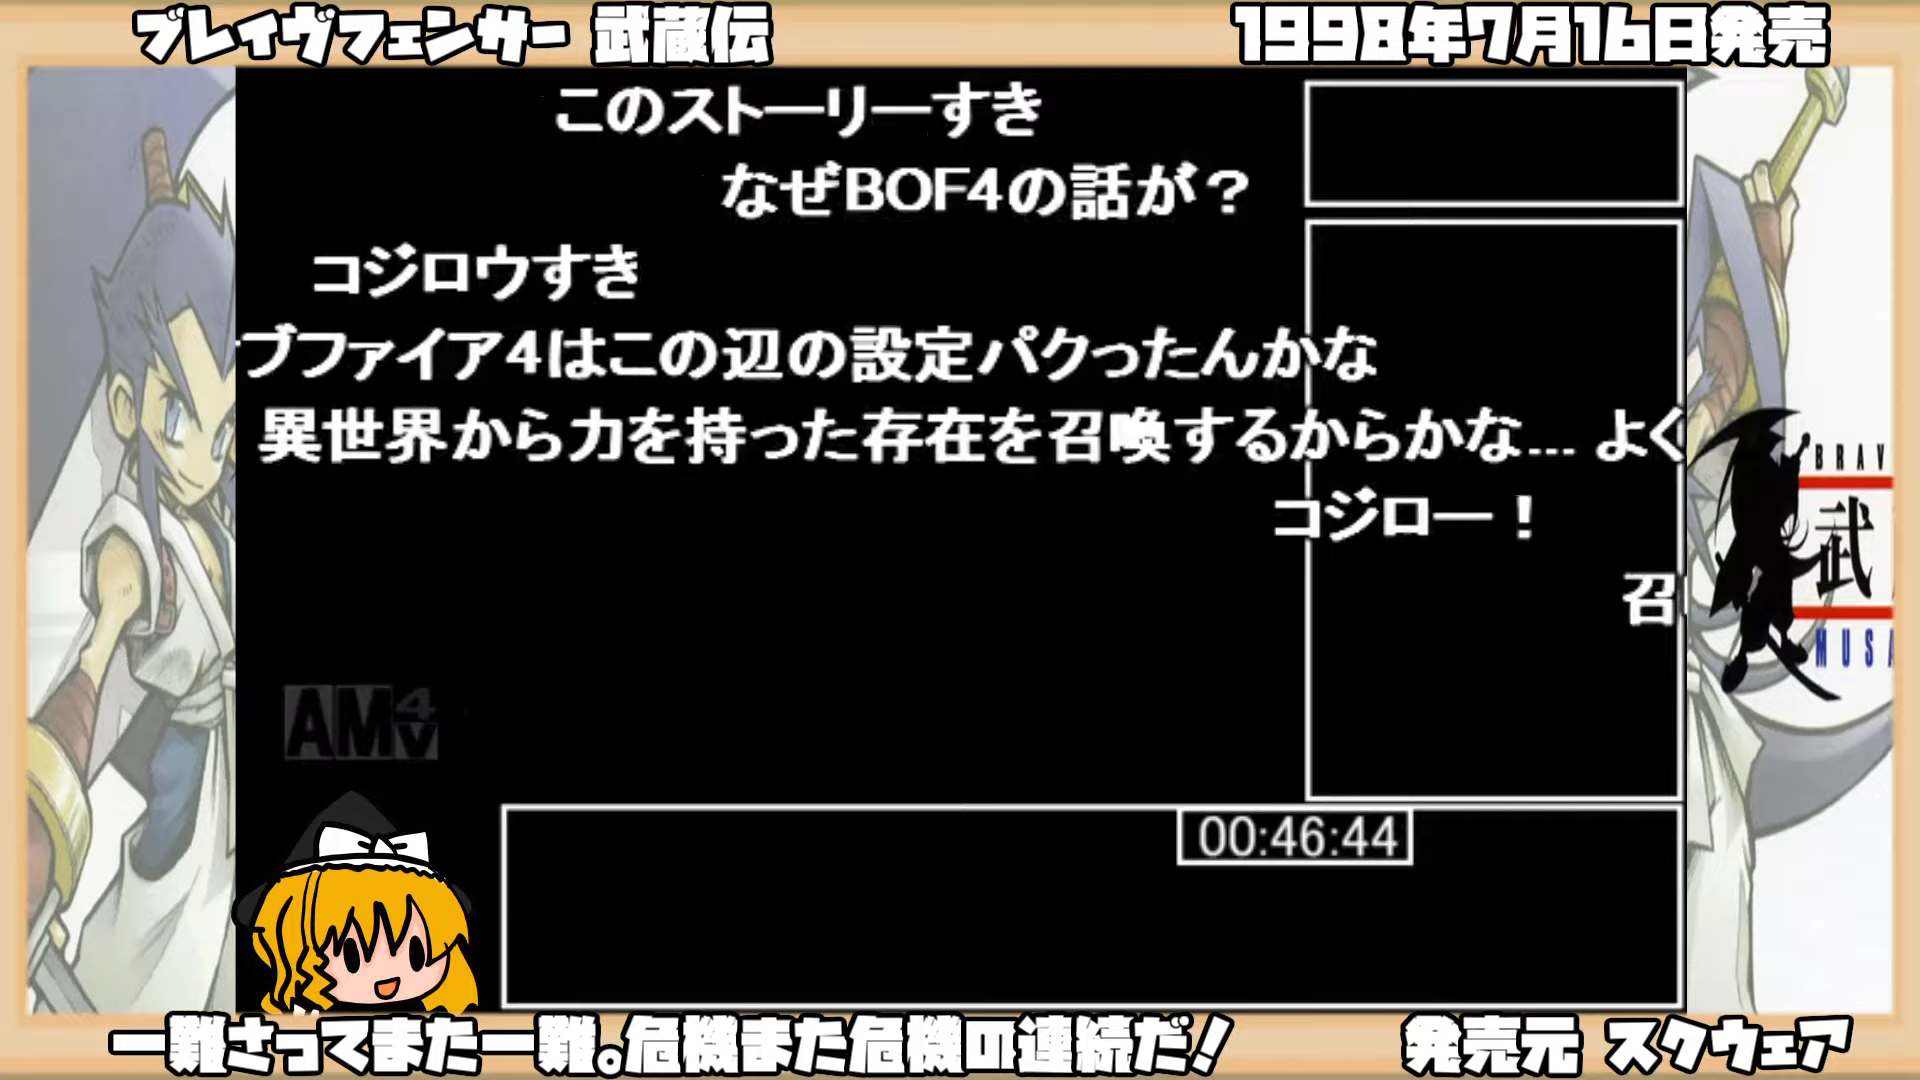 ブレイヴフェンサー 武蔵伝
1998年7月16日発売
このストーリーすき
なぜBOF4の話が？
コジロウすき
ブファイア4はこの辺の設定パクったんかな
異世界から力を持った存在を召喚するからかな... よく
コジロー！
召
BRAV
武
MUSA
AM4v
00:46:44
一難さってまた一難。危機また危機の連続だ!
発売元 スクウェア